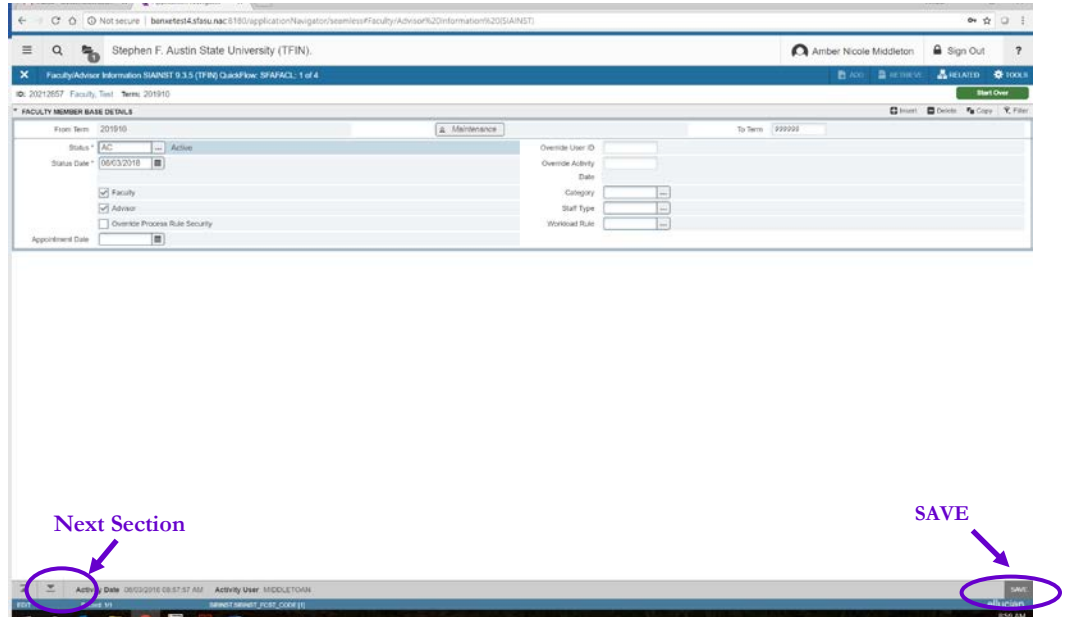 Not secure | banxetest4.sfasu.nac:8180/applicationNavigator/seamless#Faculty/Advisor%20Information%20(SIAINST)
Stephen F. Austin State University (TFIN).
Amber Nicole Middleton
Sign Out
?
X Faculty/Advisor Information SIAINST 9.3.5 (TFIN) QuickFlow: SFAFACL: 1 of 4
ADD RETRIEVE RELATED TOOLS
ID: 20212657 Faculty, Test Term: 201910
Start Over
FACULTY MEMBER BASE DETAILS
Insert Delete Copy Filter
From Term 201910 Maintenance To Term 999999
Status * AC ... Active Override User ID
Status Date * 08/03/2018 Override Activity
Date
Faculty Category ...
Advisor Staff Type ...
Override Process Rule Security Workload Rule ...
Appointment Date
SAVE
Next Section
Activity Date 08/03/2018 08:57:57 AM Activity User MIDDLETOAN
SAVE
EDIT
ellucian
8:59 AM